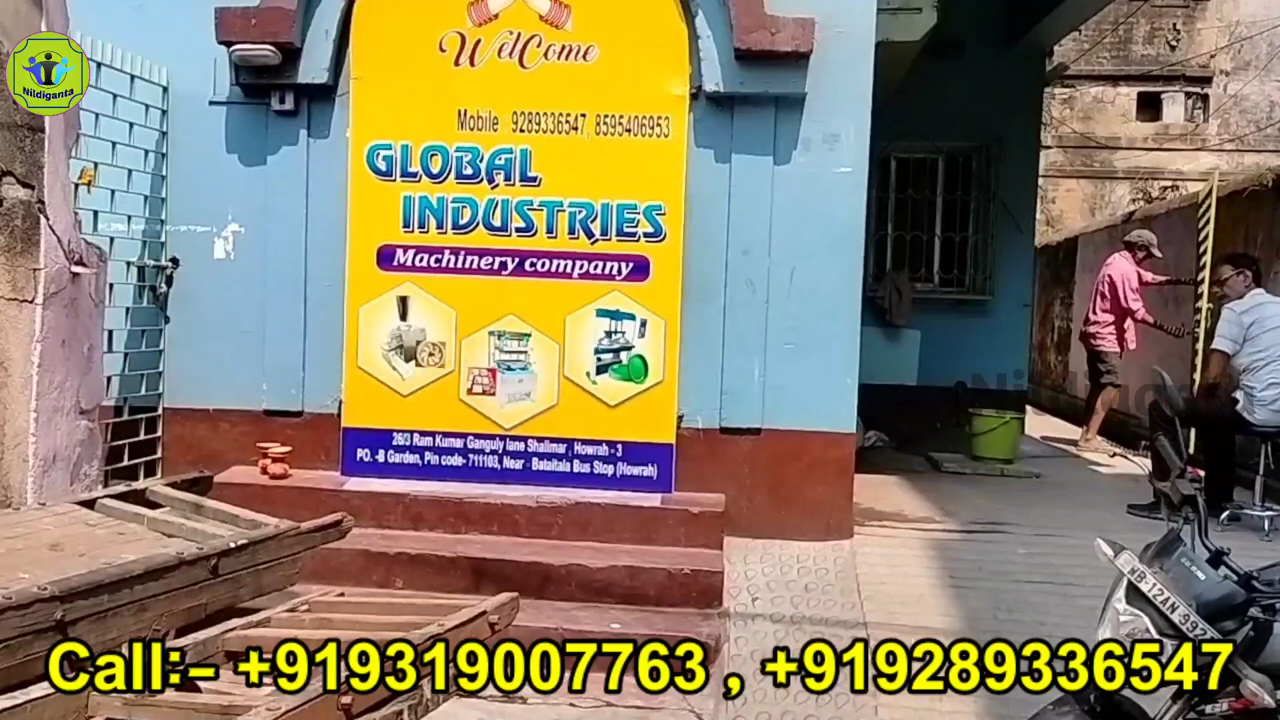 Nildiganta
WelCome
Mobile 9289336547, 8595406953
GLOBAL
INDUSTRIES
Machinery company
26/3 Ram Kumar Ganguly lane Shalimar, Howrah - 3
PO. -B Garden, Pin code- 711103, Near - Bataitala Bus Stop (Howrah)
Call:- +919319007763 , +919289336547